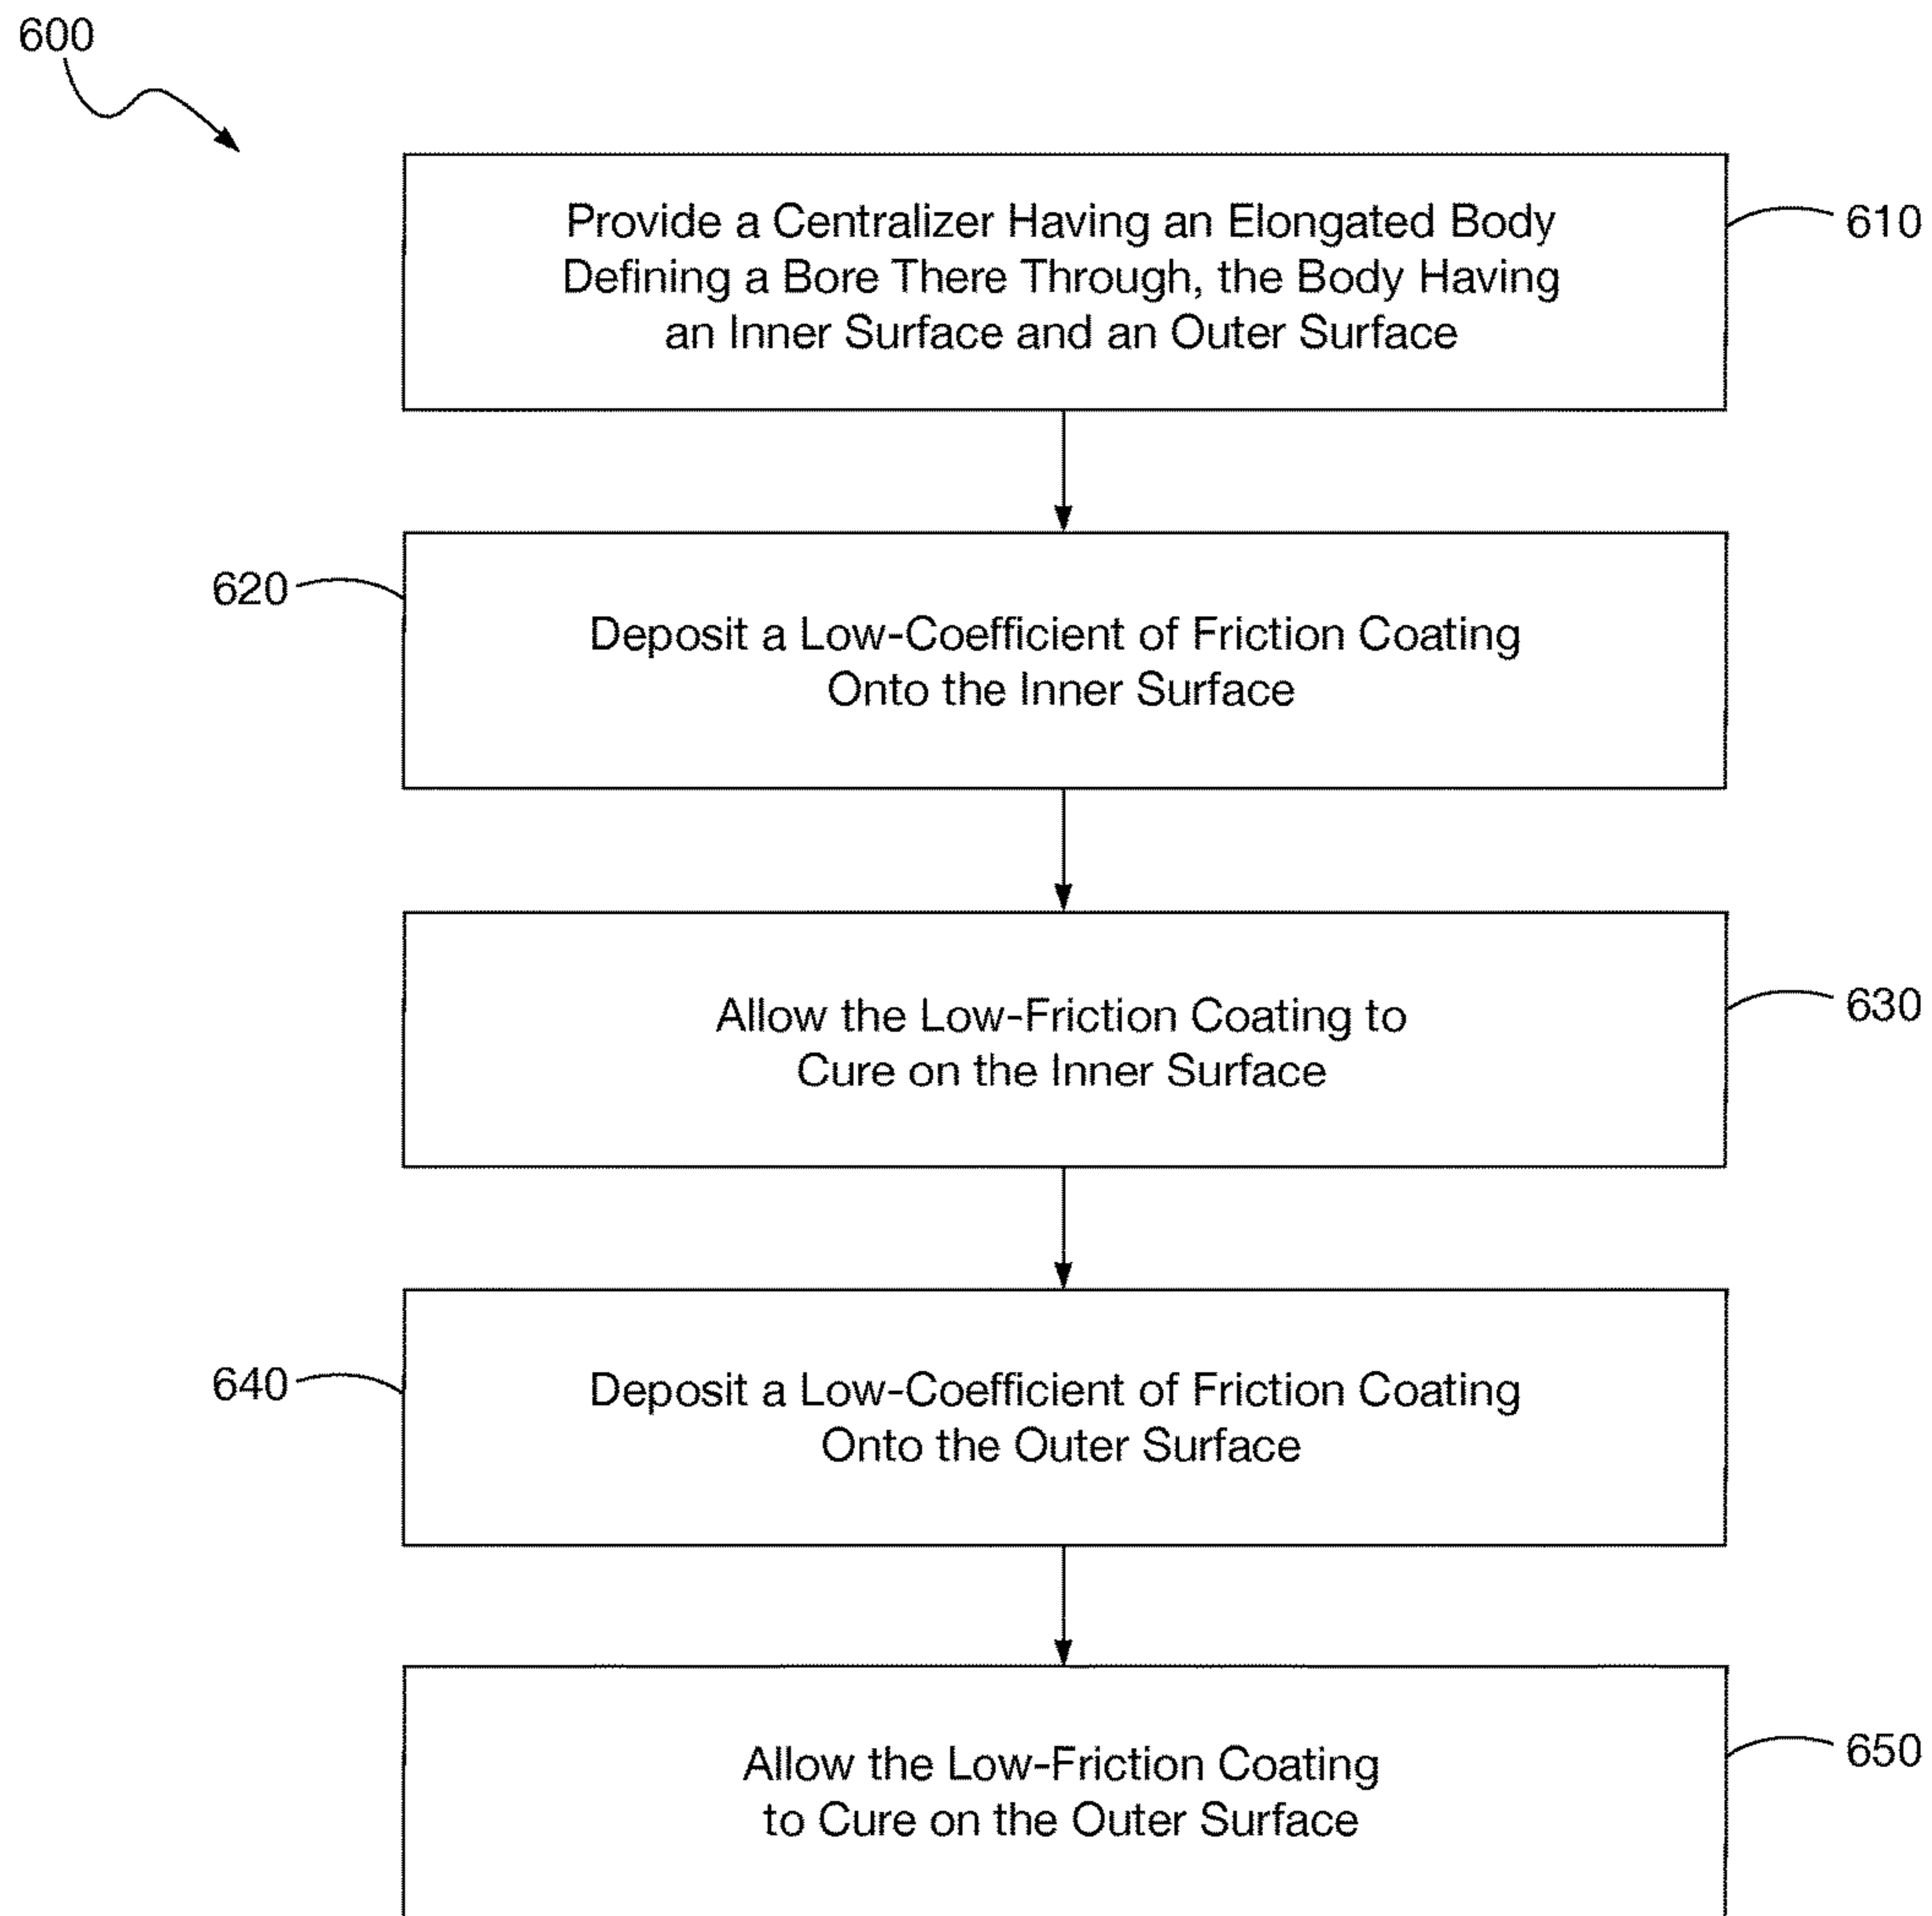 600
Provide a Centralizer Having an Elongated Body
Defining a Bore There Through, the Body Having
an Inner Surface and an Outer Surface
610
620
Deposit a Low-Coefficient of Friction Coating
Onto the Inner Surface
Allow the Low-Friction Coating to
Cure on the Inner Surface
630
640
Deposit a Low-Coefficient of Friction Coating
Onto the Outer Surface
Allow the Low-Friction Coating
to Cure on the Outer Surface
650